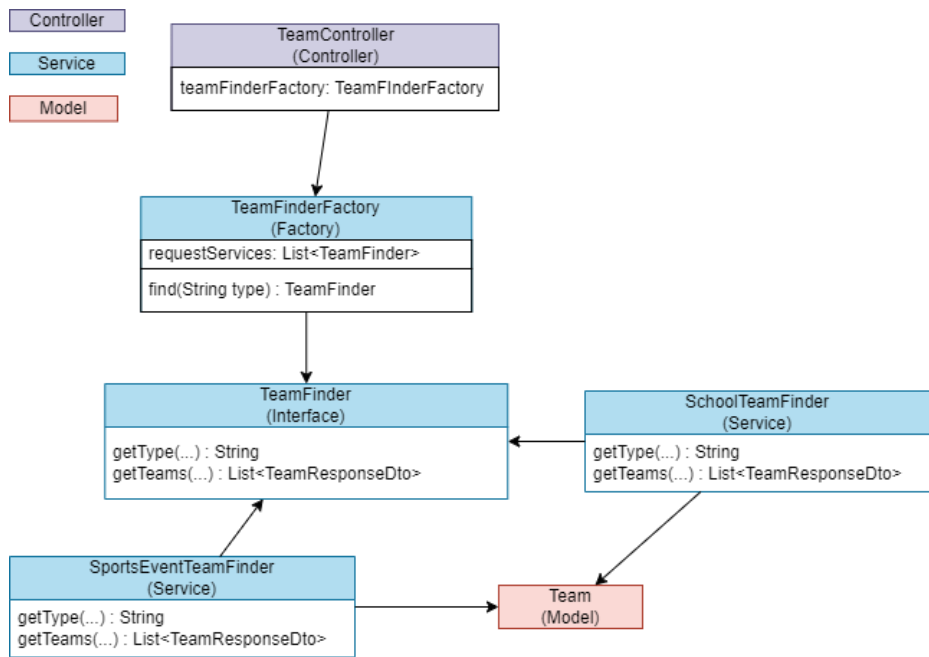 Controller
Service
Model
TeamController
(Controller)
teamFinderFactory: TeamFInderFactory
TeamFinderFactory
(Factory)
requestServices: List<TeamFinder>
find(String type) : TeamFinder
TeamFinder
(Interface)
getType(...) : String
getTeams(...) : List<TeamResponseDto>
SchoolTeamFinder
(Service)
getType(...) : String
getTeams(...) : List<TeamResponseDto>
SportsEventTeamFinder
(Service)
getType(...) : String
getTeams(...) : List<TeamResponseDto>
Team
(Model)